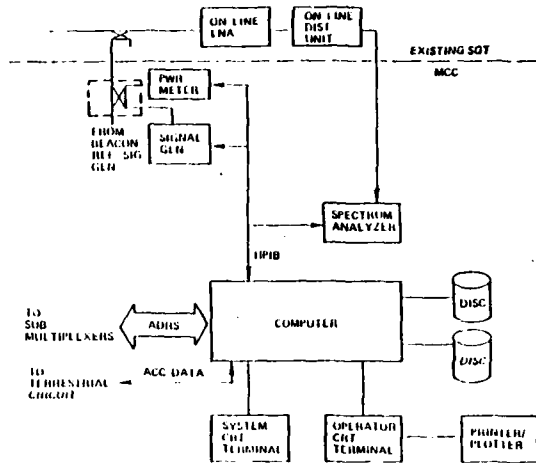 ON LINE
LNA
ON LINE
DIST
UNIT
EXISTING SGT
MCC
PWR
METER
FROM
BEACON
REF. SIG
GEN
SIGNAL
GEN
SPECTRUM
ANALYZER
HPIB
TO
SUB
MULTIPLEXERS
ADRS
COMPUTER
DISC
DISC
TO
TERRESTRIAL
CIRCUIT
ACC DATA
SYSTEM
CRT
TERMINAL
OPERATOR
CRT
TERMINAL
PRINTER/
PLOTTER